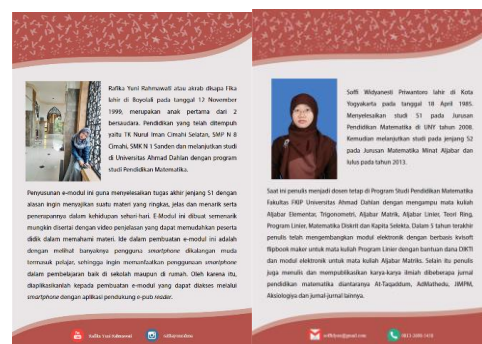 Rafika Yuni Rahmawati atau akrab disapa Fika
lahir di Boyolali pada tanggal 12 November
1999, merupakan anak pertama dari 2
bersaudara. Pendidikan yang telah ditempuh
yaitu TK Nurul Iman Cimahi Selatan, SMP N 8
Cimahi, SMK N 1 Sanden dan melanjutkan studi
di Universitas Ahmad Dahlan dengan program
studi Pendidikan Matematika.
Penyusunan e-modul ini guna menyelesaikan tugas akhir jenjang S1 dengan
alasan ingin menyajikan suatu materi yang ringkas, jelas dan menarik serta
penerapannya dalam kehidupan sehari-hari. E-Modul ini dibuat semenarik
mungkin disertai dengan video penjelasan yang dapat memudahkan peserta
didik dalam memahami materi. Ide dalam pembuatan e-modul ini adalah
dengan melihat banyaknya pengguna smartphone dikalangan muda
termasuk pelajar, sehingga ingin memanfaatkan penggunaan smartphone
dalam pembelajaran baik di sekolah maupun di rumah. Oleh karena itu,
diaplikasikanlah kepada pembuatan e-modul yang dapat diakses melalui
smartphone dengan aplikasi pendukung e-pub reader.
Rafika Yuni Rahmawati
Soffi Widyanesti Priwantoro lahir di Kota
Yogyakarta pada tanggal 18 April 1985.
Menyelesaikan studi S1 pada Jurusan
Pendidikan Matematika di UNY tahun 2008.
Kemudian melanjutkan studi pada jenjang S2
pada Jurusan Matematika Minat Aljabar dan
lulus pada tahun 2013.
Saat ini penulis menjadi dosen tetap di Program Studi Pendidikan Matematika
Fakultas FKIP Universitas Ahmad Dahlan dengan mengampu mata kuliah
Aljabar Elementar, Trigonometri, Aljabar Matrik, Aljabar Linier, Teori Ring,
Program Linier, Matematika Diskrit dan Kapita Selekta. Dalam 5 tahun terakhir
penulis telah mengembangkan modul elektronik dengan berbasis kvisoft
flipbook maker untuk mata kuliah Program Linier dengan bantuan dana DIKTI
dan modul elektronik untuk mata kuliah Aljabar Matriks. Selain itu penulis
juga menulis dan mempublikasikan karya-karya ilmiah dibeberapa jurnal
pendidikan matematika diantaranya At-Taqaddum, AdMathedu, JIMPM,
Aksiologiya dan jurnal-jurnal lainnya.